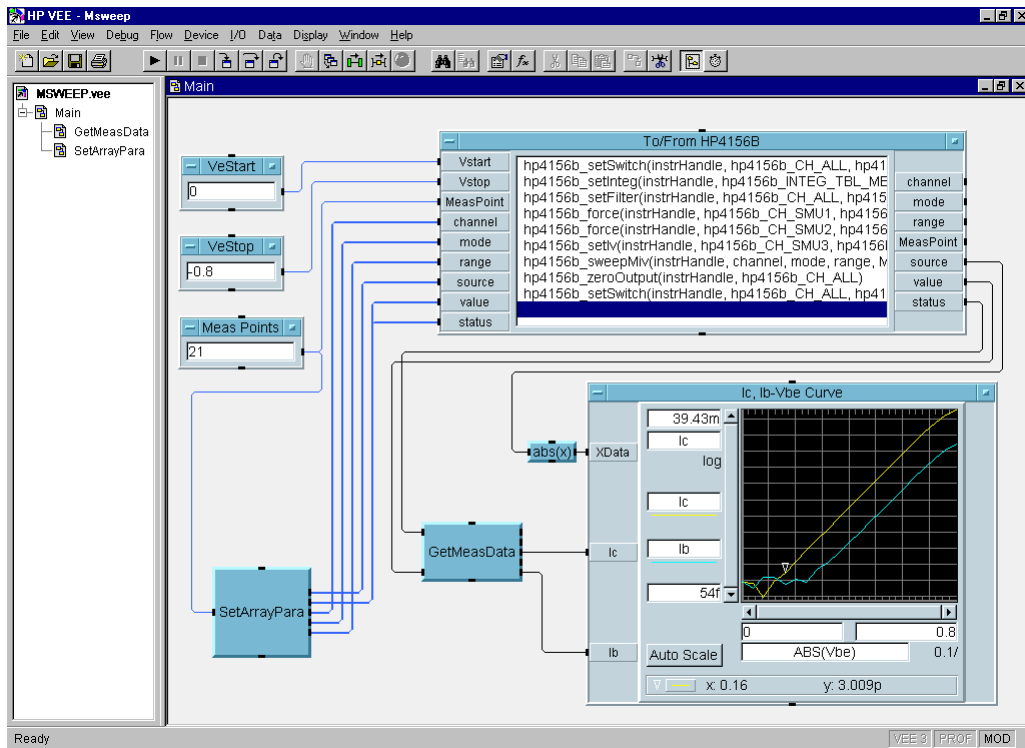 HP VEE - Msweep
File Edit View Debug Flow Device I/O Data Display Window Help
MSWEEP.vee
Main
GetMeasData
SetArrayPara
Main
VeStart
0
VeStop
-0.8
Meas Points
21
To/From HP4156B
Vstart
Vstop
MeasPoint
channel
mode
range
source
value
status
hp4156b_setSwitch(instrHandle, hp4156b_CH_ALL, hp41
hp4156b_setInteg(instrHandle, hp4156b_INTEG_TBL_ME
hp4156b_setFilter(instrHandle, hp4156b_CH_ALL, hp415
hp4156b_force(instrHandle, hp4156b_CH_SMU1, hp4156
hp4156b_force(instrHandle, hp4156b_CH_SMU2, hp4156
hp4156b_setIv(instrHandle, hp4156b_CH_SMU3, hp4156
hp4156b_sweepMiv(instrHandle, channel, mode, range, M
hp4156b_zeroOutput(instrHandle, hp4156b_CH_ALL)
hp4156b_setSwitch(instrHandle, hp4156b_CH_ALL, hp41
channel
mode
range
MeasPoint
source
value
status
abs(x)
GetMeasData
SetArrayPara
Ic, Ib-Vbe Curve
XData
Ic
Ib
39.43m
Ic
log
Ic
Ib
54f
Auto Scale
0
0.8
ABS(Vbe)
0.1/
x: 0.16
y: 3.009p
Ready
VEE 3
PROF
MOD